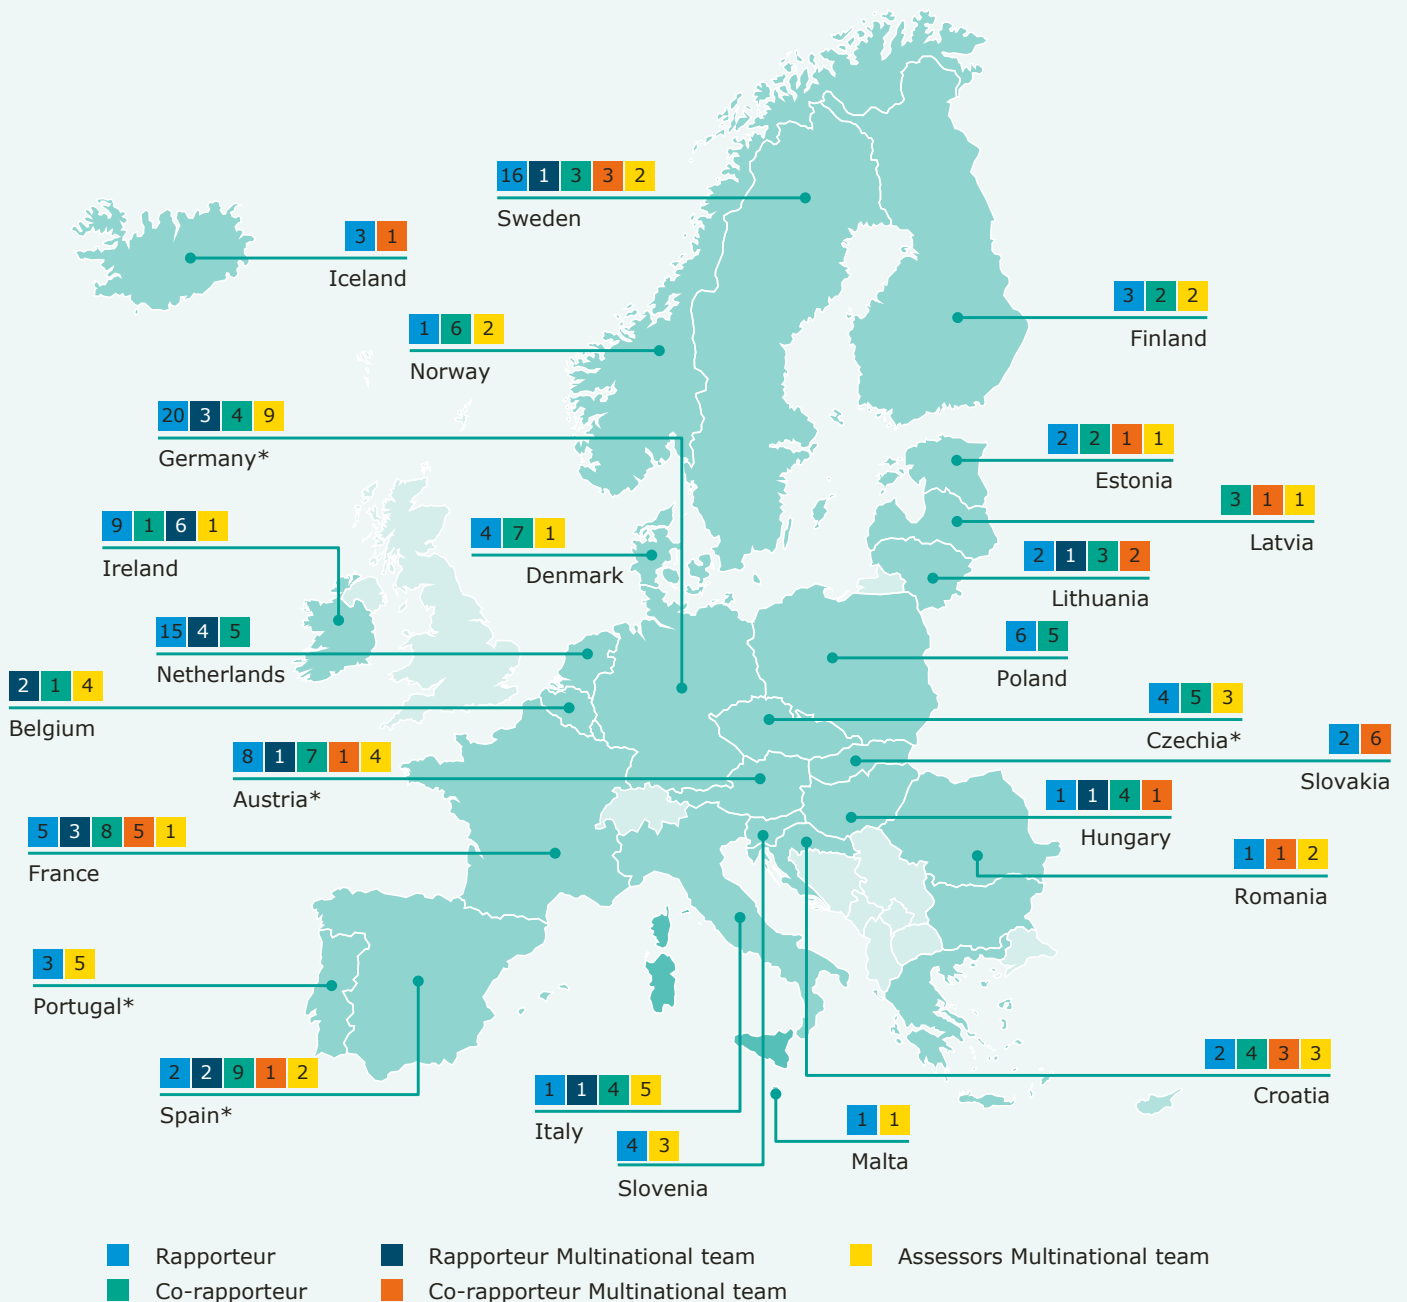 16 1 3 3 2
Sweden
3 1
Iceland
3 2 2
Finland
1 6 2
Norway
20 3 4 9
Germany*
2 2 1 1
Estonia
3 1 1
Latvia
9 1 6 1
Ireland
4 7 1
Denmark
2 1 3 2
Lithuania
15 4 5
Netherlands
6 5
Poland
2 1 4
Belgium
4 5 3
Czechia*
2 6
Slovakia
8 1 7 1 4
Austria*
1 1 4 1
Hungary
5 3 8 5 1
France
1 1 2
Romania
3 5
Portugal*
2 4 3 3
Croatia
2 2 9 1 2
Spain*
1 1 4 5
Italy
1 1
Malta
4 3
Slovenia
Rapporteur
Rapporteur Multinational team
Assessors Multinational team
Co-rapporteur
Co-rapporteur Multinational team